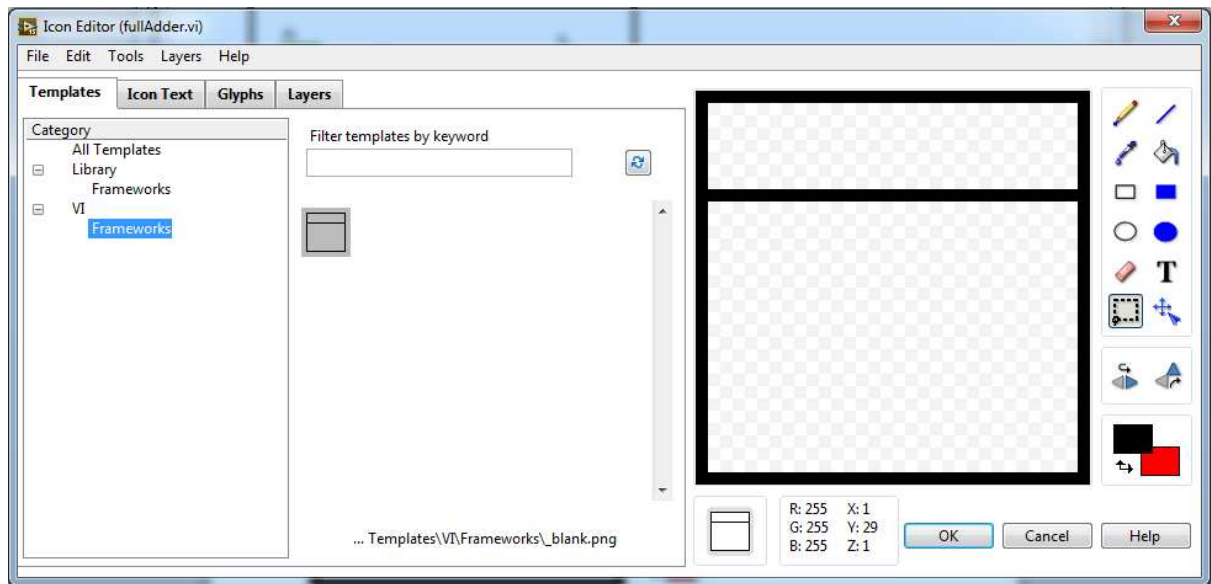 Icon Editor (fullAdder.vi)
File Edit Tools Layers Help
Templates Icon Text Glyphs Layers
Category
All Templates
Library
Frameworks
VI
Frameworks
Filter templates by keyword
... Templates\VI\Frameworks\_blank.png
T
R: 255 X: 1
G: 255 Y: 29
B: 255 Z: 1
OK Cancel Help